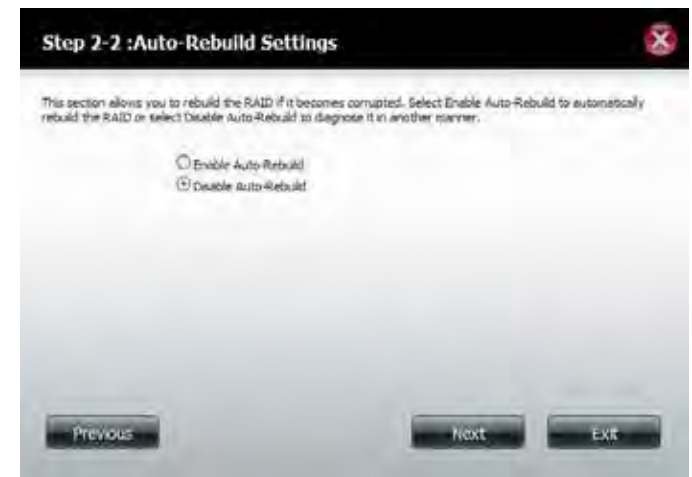 Step 2-2 :Auto-Rebuild Settings
This section allows you to rebuild the RAID if it becomes corrupted. Select Enable Auto-Rebuild to automatically
rebuild the RAID or select Disable Auto-Rebuild to diagnose it in another manner.
Enable Auto-Rebuild
Disable Auto-Rebuild
Previous
Next
Exit